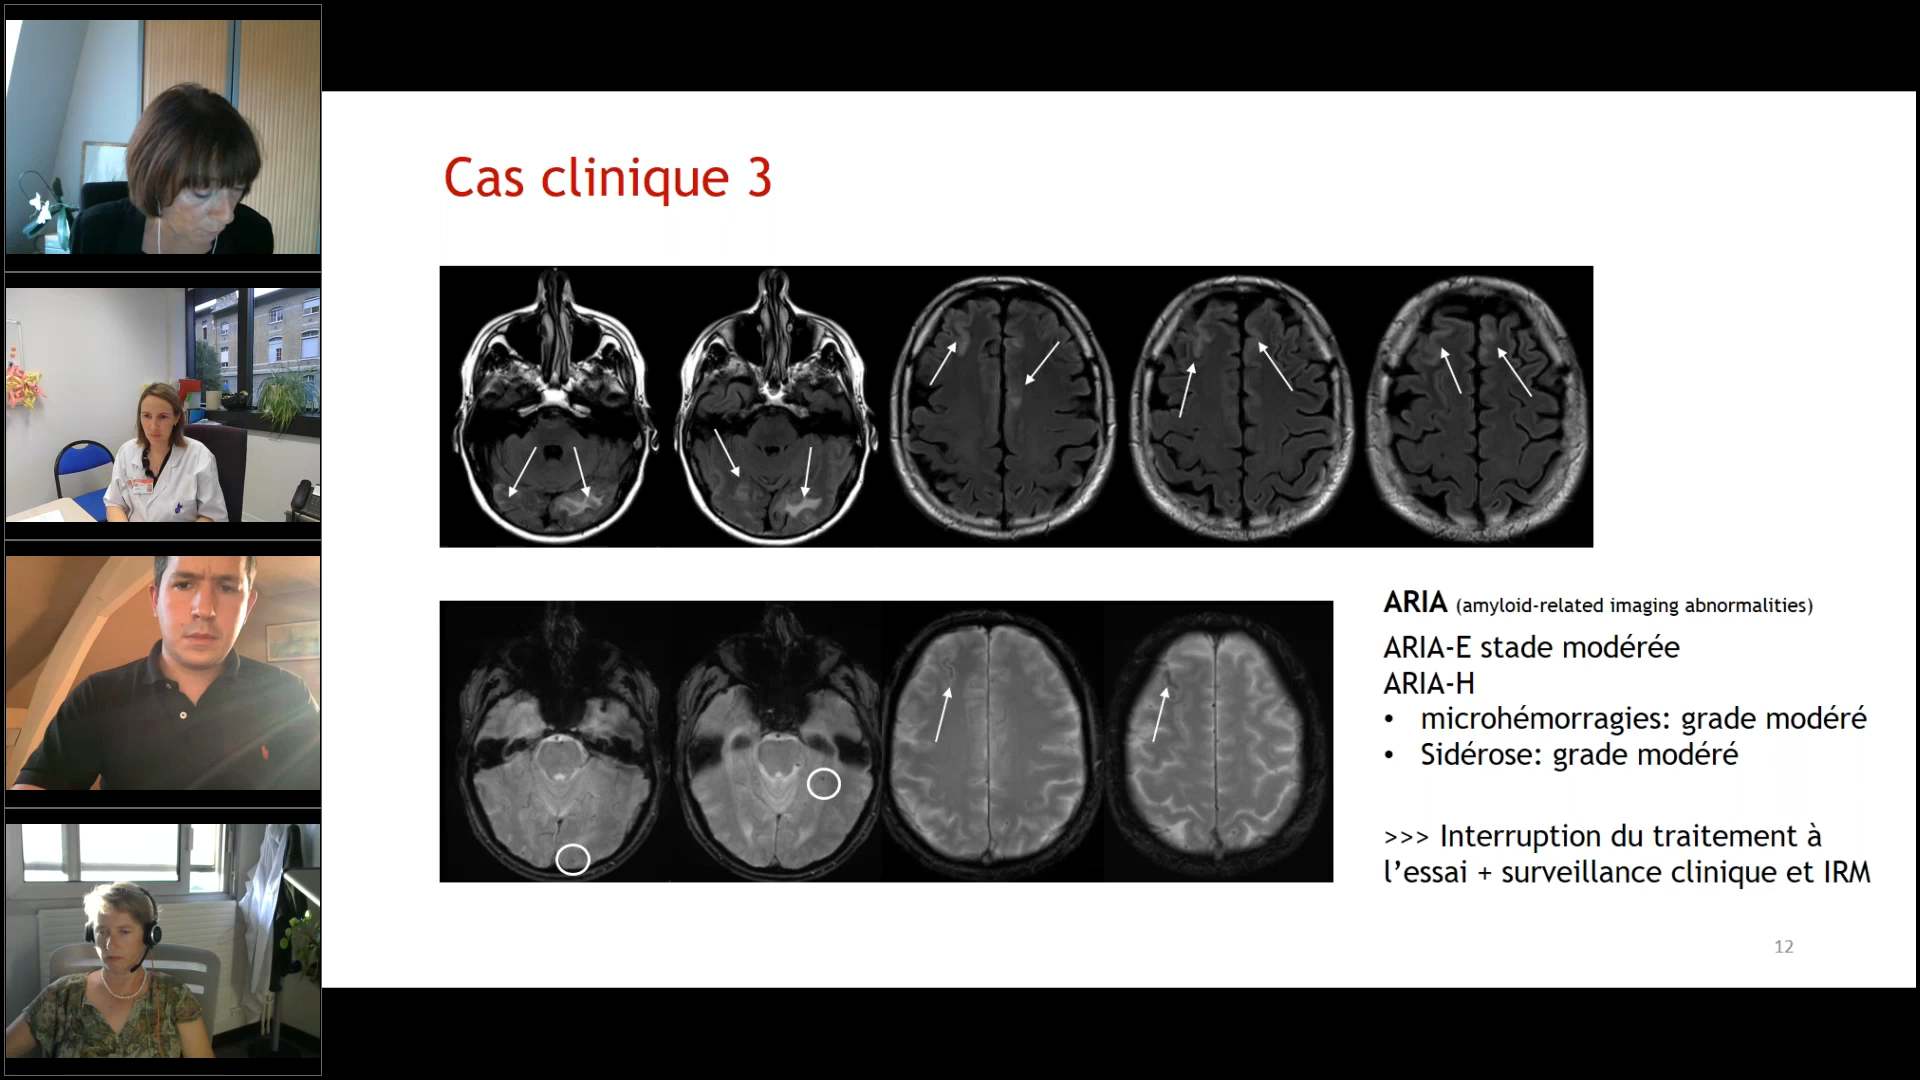 Cas clinique 3
ARIA (amyloid-related imaging abnormalities)
ARIA-E stade modérée
ARIA-H
• microhémorragies: grade modéré
• Sidérose: grade modéré
>>> Interruption du traitement à
l’essai + surveillance clinique et IRM
12